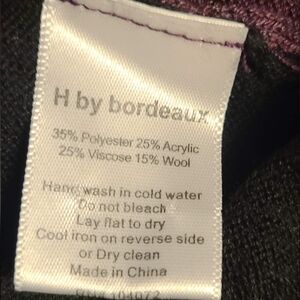 H by bordeaux
35% Polyester 25% Acrylic
25% Viscose 15% Wool
Hand wash in cold water
Do not bleach
Lay flat to dry
Cool iron on reverse side
or Dry clean
Made in China
104072